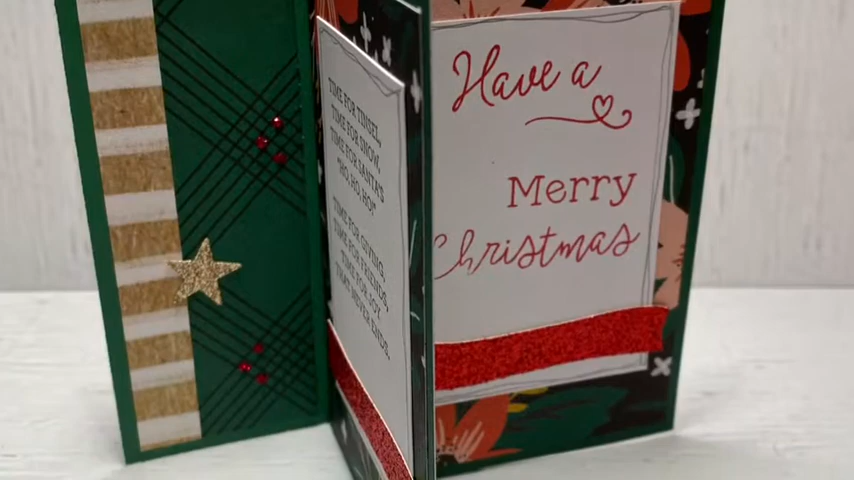 TIME FOR TINSEL,
TIME FOR SNOW,
TIME FOR SANTA'S
"HO, HO, HO!"
TIME FOR GIVING,
TIME FOR FRIENDS,
TIME FOR JOY
THAT NEVER ENDS.
Have a
Merry
Christmas